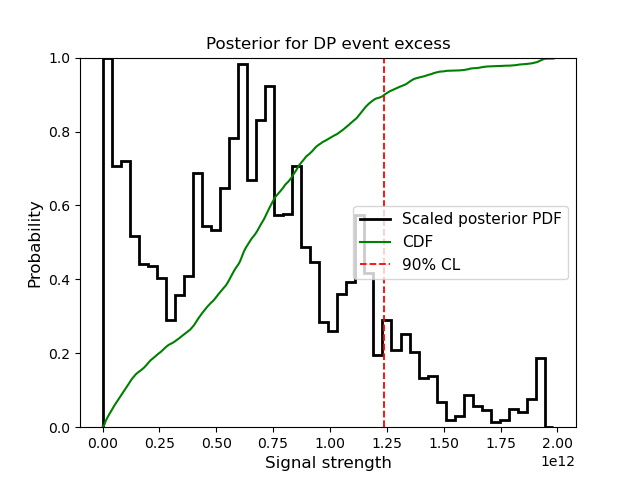 Posterior for DP event excess
1.0
0.8
0.6
0.4
0.2
0.0
Probability
Scaled posterior PDF
CDF
90% CL
0.00 0.25 0.50 0.75 1.00 1.25 1.50 1.75 2.00
1e12
Signal strength